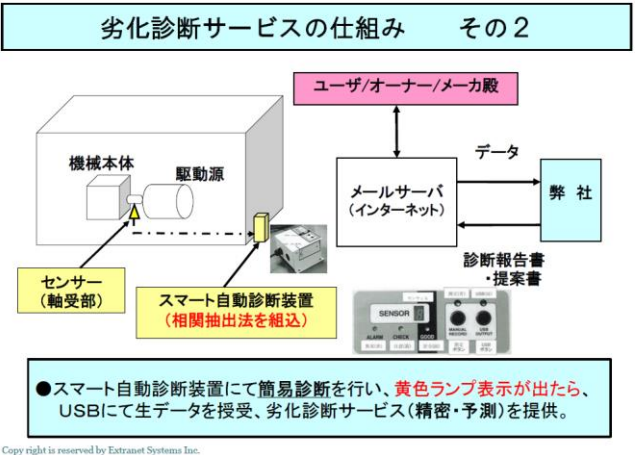 劣化診断サービスの仕組み　　その２
ユーザ/オーナー/メーカ殿
機械本体
駆動源
データ
メールサーバ
(インターネット)
弊 社
診断報告書
・提案書
センサー
(軸受部)
スマート自動診断装置
(相関抽出法を組込)
SENSOR
ALARM CHECK GOOD
MANUAL
RECORD
USB
OUTPUT
●スマート自動診断装置にて簡易診断を行い、黄色ランプ表示が出たら、
USBにて生データを授受、劣化診断サービス(精密・予測)を提供。
Copy right is reserved by Extranet Systems Inc.